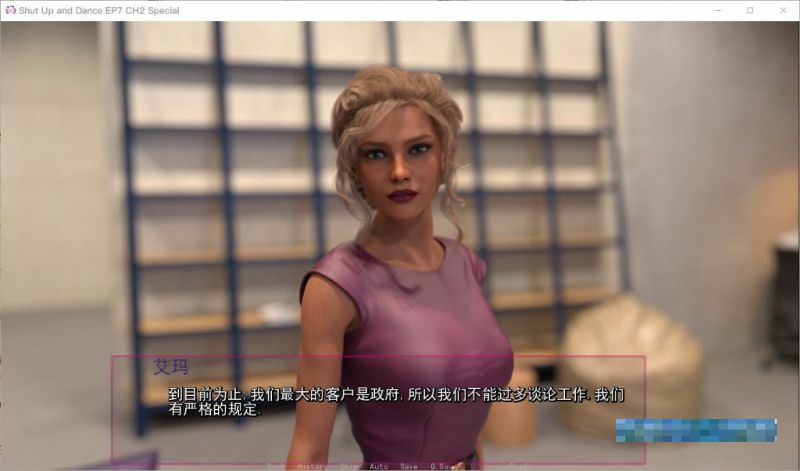 Shut Up and Dance EP7 CH2 Special
艾玛
到目前为止,我们最大的客户是政府.所以我们不能过多谈论工作.我们
有严格的规定.
History Skip Auto Save Q.Save